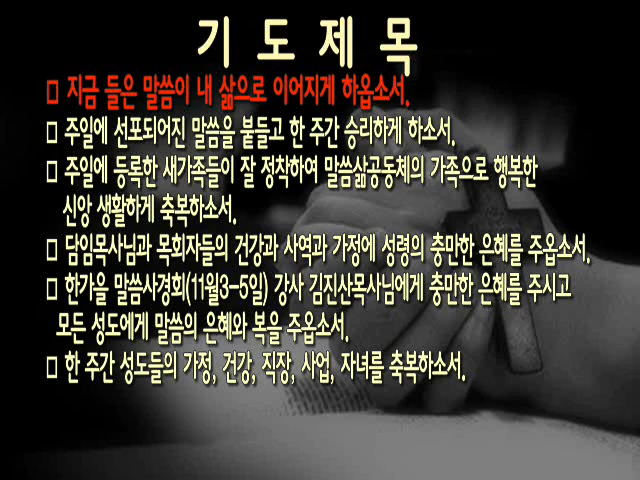 기 도 제 목
□ 지금 들은 말씀이 내 삶으로 이어지게 하옵소서.
□ 주일에 선포되어진 말씀을 붙들고 한 주간 승리하게 하소서.
□ 주일에 등록한 새가족들이 잘 정착하여 말씀삶공동체의 가족으로 행복한
신앙 생활하게 축복하소서.
□ 담임목사님과 목회자들의 건강과 사역과 가정에 성령의 충만한 은혜를 주옵소서.
□ 한가을 말씀사경회(11월3-5일) 강사 김진산목사님에게 충만한 은혜를 주시고
모든 성도에게 말씀의 은혜와 복을 주옵소서.
□ 한 주간 성도들의 가정, 건강, 직장, 사업, 자녀를 축복하소서.